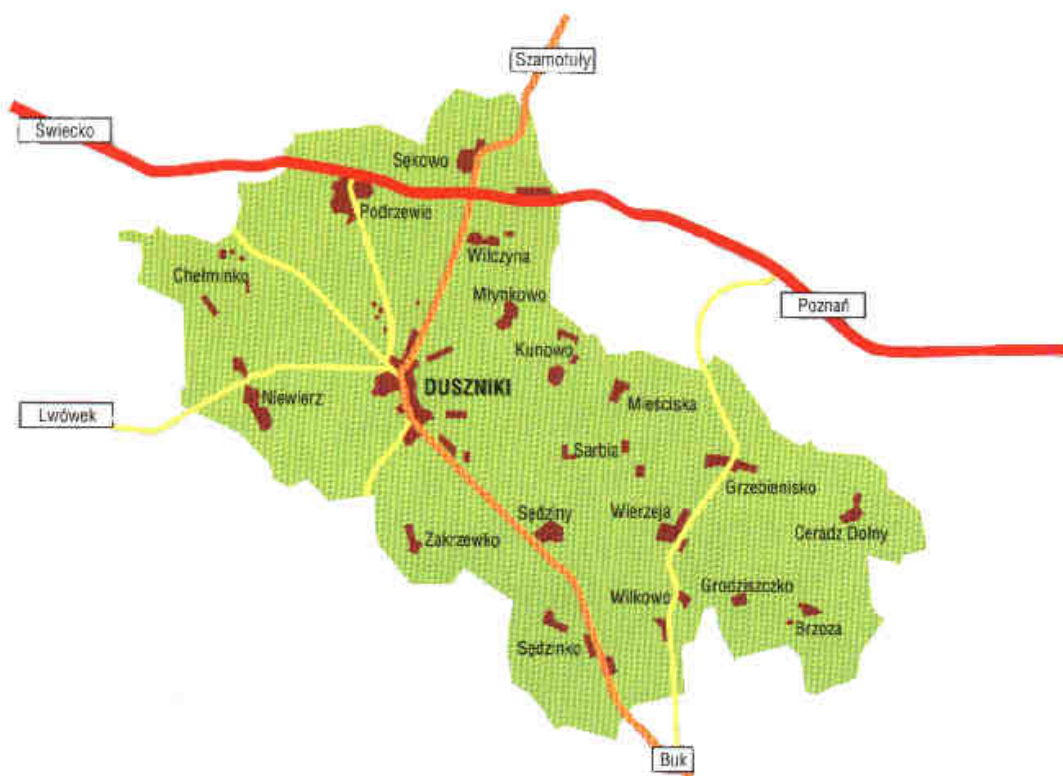 Szamotuły
Świecko
Sękowo
Podrzewie
Wilczyna
Chełminko
Młynkowo
Poznań
Kunowo
DUSZNIKI
Niewierz
Mieściska
Lwówek
Sarbia
Grzebienisko
Sędziny
Wierzeja
Ceradz Dolny
Zakrzewko
Grodziszczko
Wilkowo
Brzoza
Sędzinko
Buk